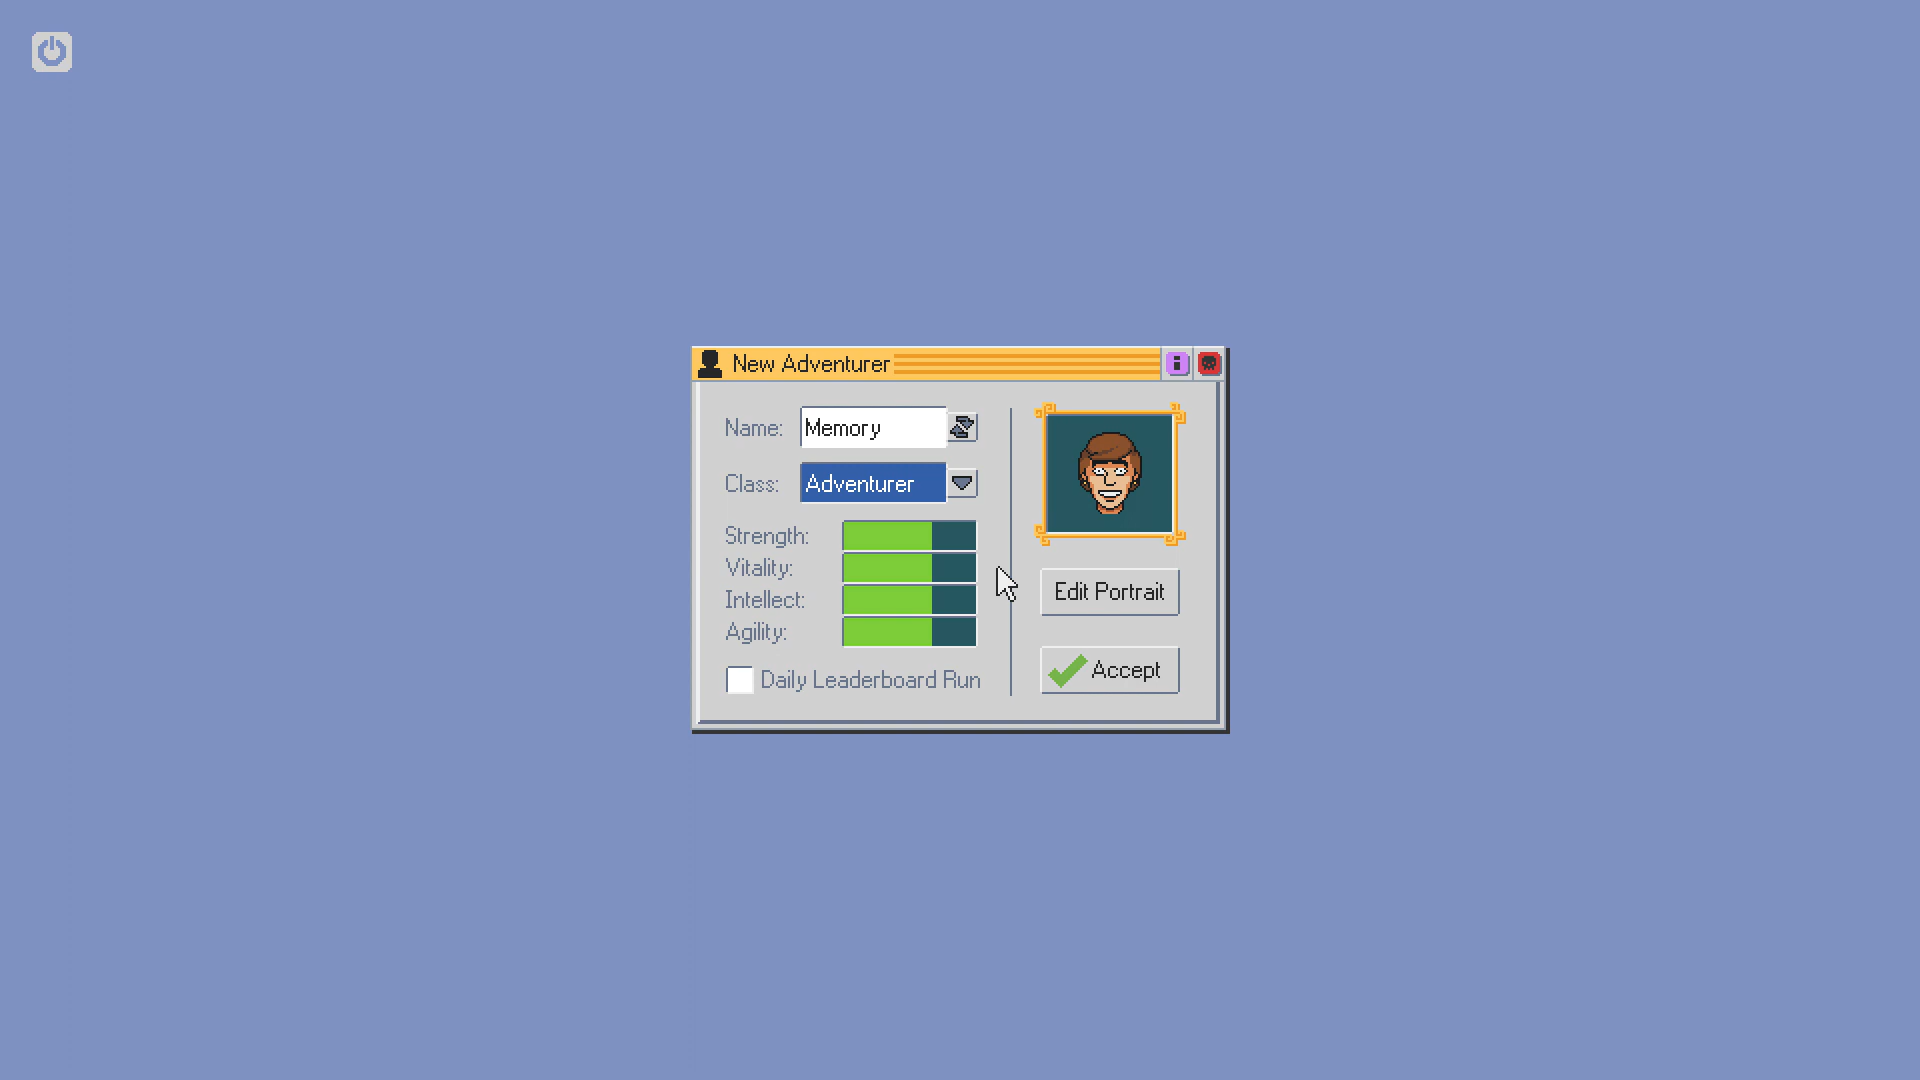 New Adventurer
Name: Memory
Class: Adventurer
Strength:
Vitality:
Intellect:
Agility:
Daily Leaderboard Run
Edit Portrait
Accept